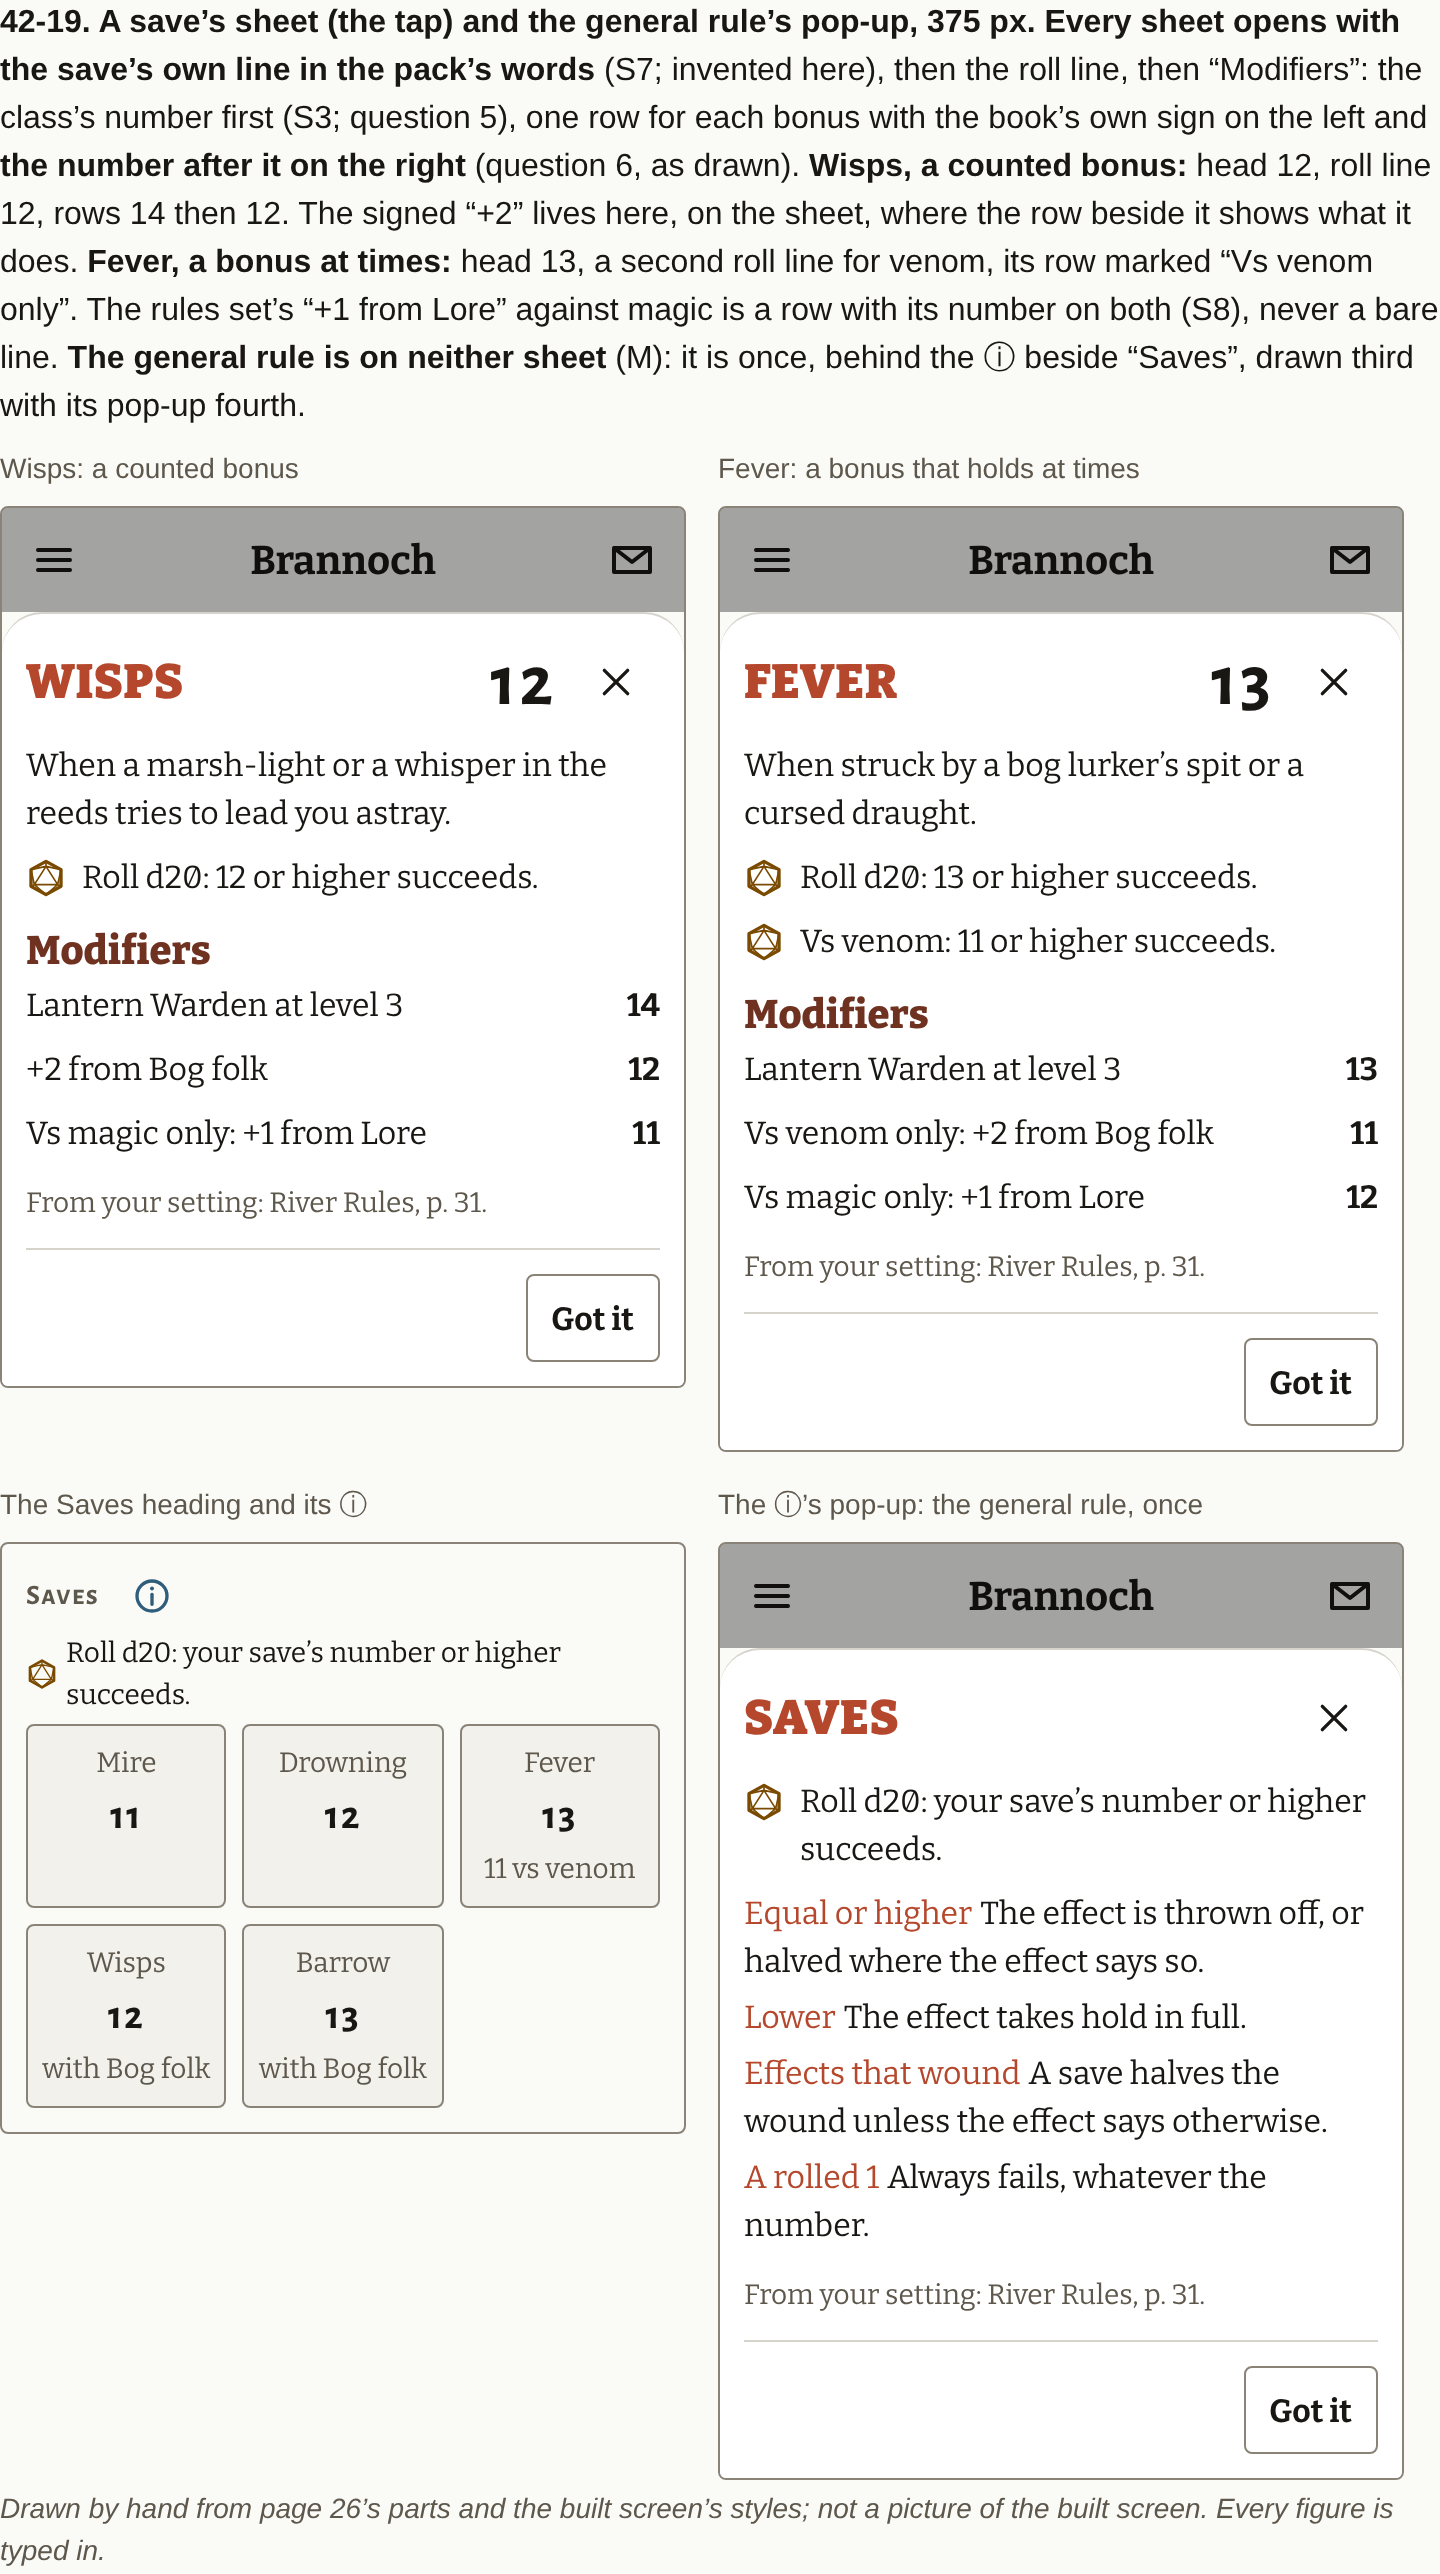 42-19. A save’s sheet (the tap) and the general rule’s pop-up, 375 px. Every sheet opens with
the save’s own line in the pack’s words (S7; invented here), then the roll line, then “Modifiers”: the
class’s number first (S3; question 5), one row for each bonus with the book’s own sign on the left and
the number after it on the right (question 6, as drawn). Wisps, a counted bonus: head 12, roll line
12, rows 14 then 12. The signed “+2” lives here, on the sheet, where the row beside it shows what it
does. Fever, a bonus at times: head 13, a second roll line for venom, its row marked “Vs venom
only”. The rules set’s “+1 from Lore” against magic is a row with its number on both (S8), never a bare
line. The general rule is on neither sheet (M): it is once, behind the ⓘ beside “Saves”, drawn third
with its pop-up fourth.
Wisps: a counted bonus
Brannoch
WISPS 12
When a marsh-light or a whisper in the
reeds tries to lead you astray.
Roll d20: 12 or higher succeeds.
Modifiers
Lantern Warden at level 3 14
+2 from Bog folk 12
Vs magic only: +1 from Lore 11
From your setting: River Rules, p. 31.
Got it
Fever: a bonus that holds at times
Brannoch
FEVER 13
When struck by a bog lurker’s spit or a
cursed draught.
Roll d20: 13 or higher succeeds.
Vs venom: 11 or higher succeeds.
Modifiers
Lantern Warden at level 3 13
Vs venom only: +2 from Bog folk 11
Vs magic only: +1 from Lore 12
From your setting: River Rules, p. 31.
Got it
The Saves heading and its ⓘ
SAVES
Roll d20: your save’s number or higher
succeeds.
Mire
11
Drowning
12
Fever
13
11 vs venom
Wisps
12
with Bog folk
Barrow
13
with Bog folk
The ⓘ’s pop-up: the general rule, once
Brannoch
SAVES
Roll d20: your save’s number or higher
succeeds.
Equal or higher The effect is thrown off, or
halved where the effect says so.
Lower The effect takes hold in full.
Effects that wound A save halves the
wound unless the effect says otherwise.
A rolled 1 Always fails, whatever the
number.
From your setting: River Rules, p. 31.
Got it
Drawn by hand from page 26’s parts and the built screen’s styles; not a picture of the built screen. Every figure is
typed in.